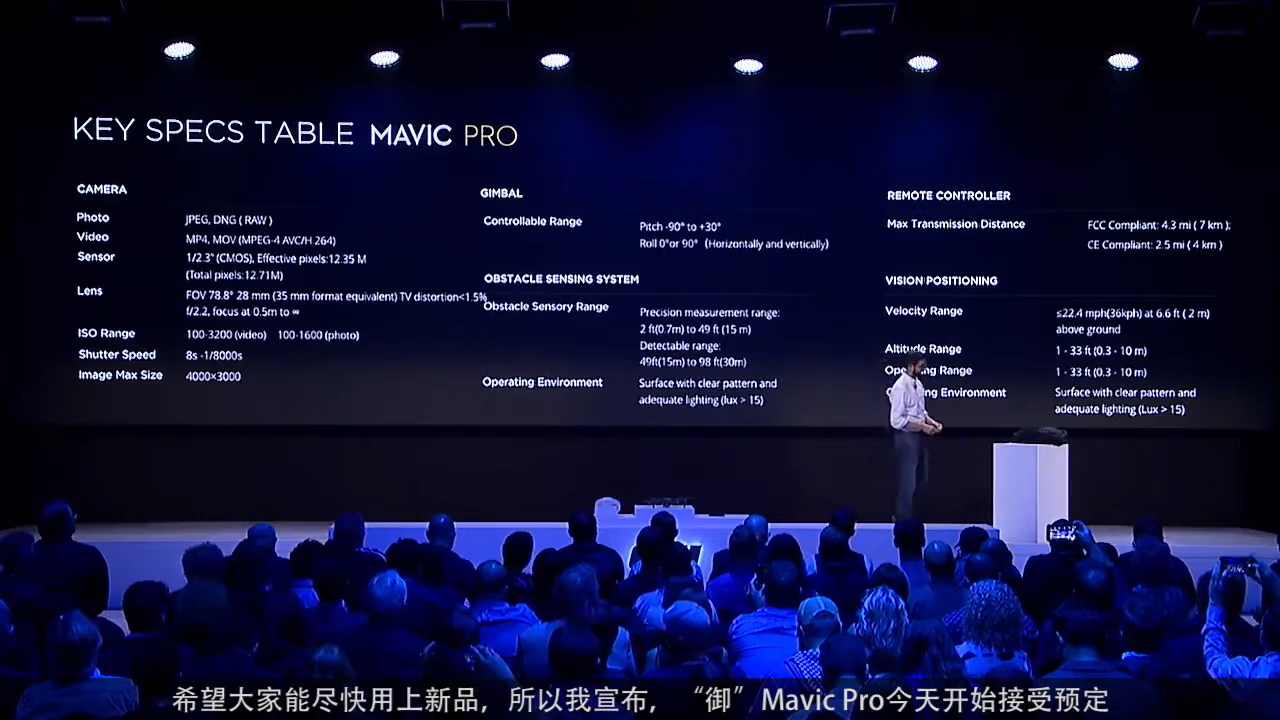 KEY SPECS TABLE MAVIC PRO
CAMERA
Photo JPEG, DNG ( RAW )
Video MP4, MOV (MPEG-4 AVC/H 264)
Sensor 1/2.3" (CMOS), Effective pixels:12.35 M
(Total pixels:12.71M)
Lens FOV 78.8° 28 mm (35 mm format equivalent) TV distortion<1.5%
f/2.2, focus at 0.5m to ∞
ISO Range 100-3200 (video) 100-1600 (photo)
Shutter Speed 8s -1/8000s
Image Max Size 4000×3000
GIMBAL
Controllable Range Pitch -90° to +30°
Roll 0°or 90° (Horizontally and vertically)
OBSTACLE SENSING SYSTEM
Obstacle Sensory Range Precision measurement range:
2 ft(0.7m) to 49 ft (15 m)
Detectable range:
49ft(15m) to 98 ft(30m)
Operating Environment Surface with clear pattern and
adequate lighting (lux > 15)
REMOTE CONTROLLER
Max Transmission Distance FCC Compliant: 4.3 mi ( 7 km );
CE Compliant: 2.5 mi ( 4 km )
VISION POSITIONING
Velocity Range ≤22.4 mph(36kph) at 6.6 ft ( 2 m)
above ground
Altitude Range 1 - 33 ft (0.3 - 10 m)
Range 1 - 33 ft (0.3 - 10 m)
Environment Surface with clear pattern and
adequate lighting (Lux > 15)
希望大家能尽快用上新品，所以我宣布，“御”Mavic Pro今天开始接受预定